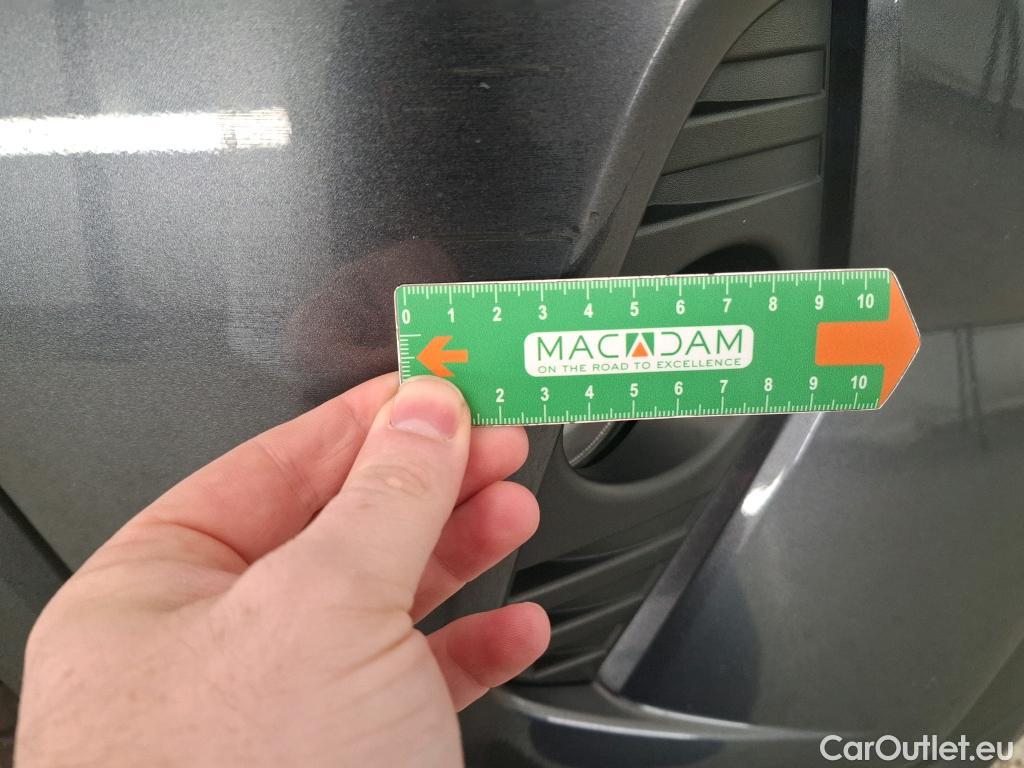 0 1 2 3 4 5 6 7 8 9 10
MACADAM
ON THE ROAD TO EXCELLENCE
2 3 4 5 6 7 8 9 10
CarOutlet.eu